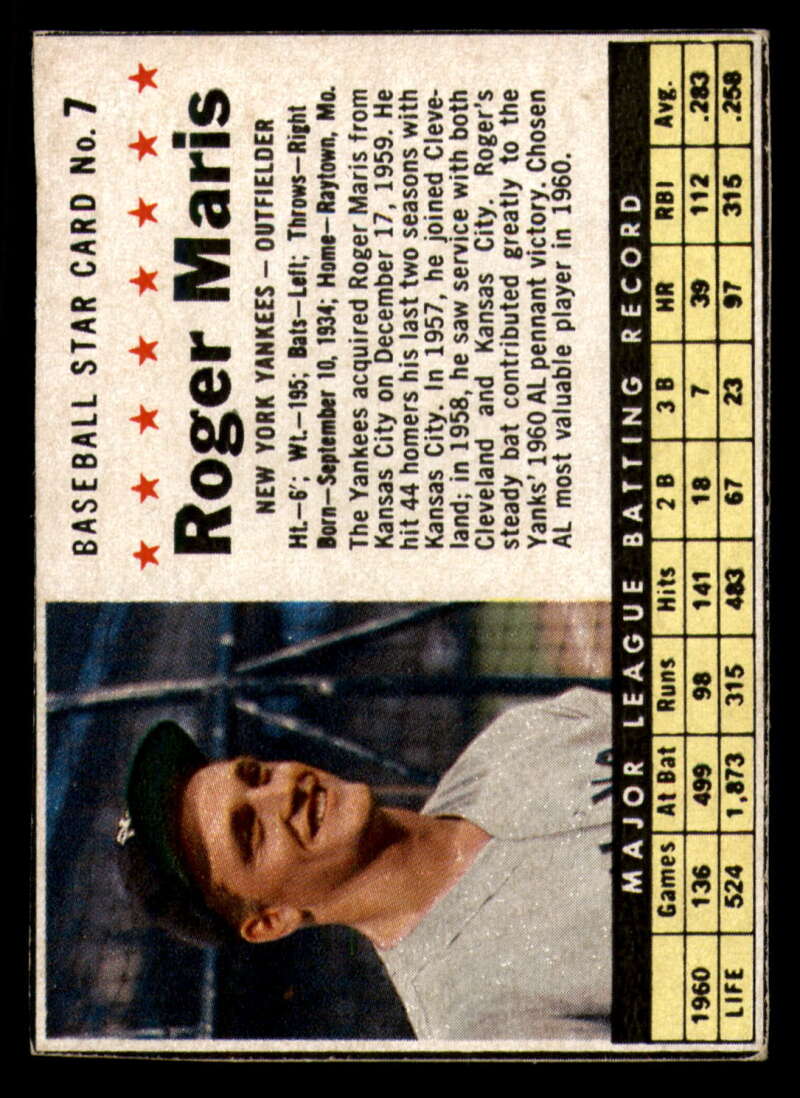 BASEBALL STAR CARD No. 7
Roger Maris
NEW YORK YANKEES – OUTFIELDER
Ht.–6'; Wt.–195; Bats–Left; Throws–Right
Born–September 10, 1934; Home–Raytown, Mo.
The Yankees acquired Roger Maris from
Kansas City on December 17, 1959. He
hit 44 homers his last two seasons with
Kansas City. In 1957, he joined Cleve-
land; in 1958, he saw service with both
Cleveland and Kansas City. Roger's
steady bat contributed greatly to the
Yanks' 1960 AL pennant victory. Chosen
AL most valuable player in 1960.
MAJOR LEAGUE BATTING RECORD
Games At Bat Runs Hits 2 B 3 B HR RBI Avg.
1960 136 499 98 141 18 7 39 112 .283
LIFE 524 1,873 315 483 67 23 97 315 .258